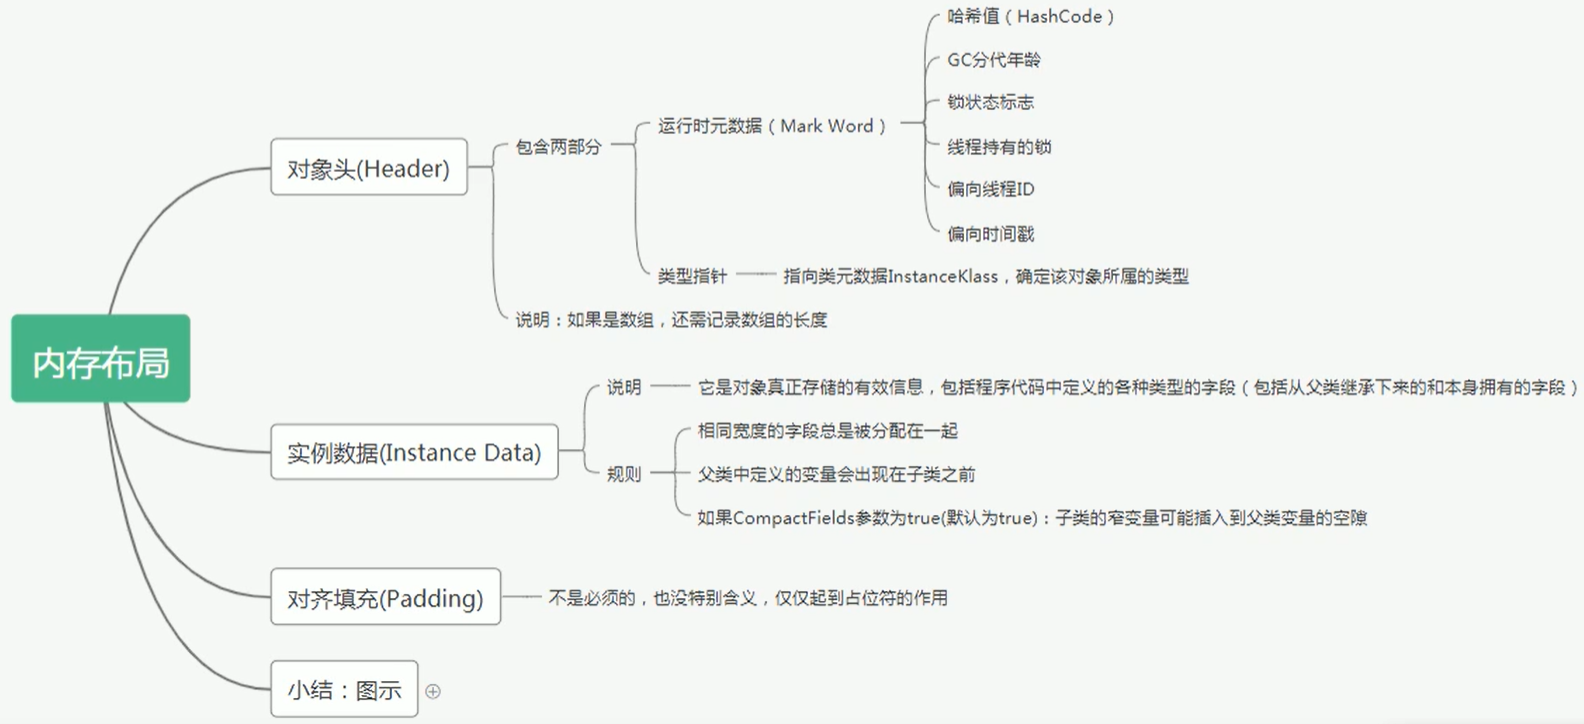 内存布局
对象头(Header)
包含两部分
运行时元数据（Mark Word）
哈希值（HashCode）
GC分代年龄
锁状态标志
线程持有的锁
偏向线程ID
偏向时间戳
类型指针
指向类元数据InstanceKlass，确定该对象所属的类型
说明：如果是数组，还需记录数组的长度
实例数据(Instance Data)
说明
它是对象真正存储的有效信息，包括程序代码中定义的各种类型的字段（包括从父类继承下来的和本身拥有的字段）
规则
相同宽度的字段总是被分配在一起
父类中定义的变量会出现在子类之前
如果CompactFields参数为true(默认为true)：子类的窄变量可能插入到父类变量的空隙
对齐填充(Padding)
不是必须的，也没特别含义，仅仅起到占位符的作用
小结：图示